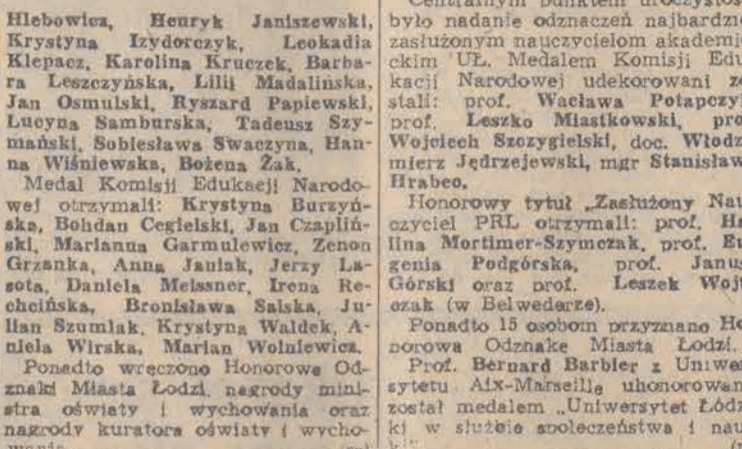 Hlebowicz, Henryk Janiszewski,
Krystyna Izydorczyk, Leokadia
Klepacz, Karolina Kruczek, Barba-
ra Leszczyńska, Lilii Madalińska,
Jan Osmulski, Ryszard Papiewski,
Lucyna Samburska, Tadeusz Szy-
mański, Sobiesława Swaczyna, Han-
na Wiśniewska, Bożena Żak.
Medal Komisji Edukacji Narodo-
wej otrzymali: Krystyna Burzyń-
ska, Bohdan Cegielski, Jan Czapliń-
ski, Marianna Garmulewicz, Zenon
Grzanka, Anna Janiak, Jerzy La-
sota, Daniela Meissner, Irena Re-
chcińska, Bronisława Salska, Ju-
lian Szumlak, Krystyna Waldek, A-
niela Wirska, Marian Wolniewicz.
Ponadto wręczono Honorowe Od-
znaki Miasta Łodzi, nagrody mini-
stra oświaty i wychowania oraz
nagrody kuratora oświaty i wycho-
Centralnym punktem uroczystoś
było nadanie odznaczeń najbardzie
zasłużonym nauczycielom akademi
ckim UŁ. Medalem Komisji Edu
kacji Narodowej udekorowani zo
stali: prof. Wacława Potapczy
prof. Leszko Miastkowski, pro
Wojciech Szczygielski, doc. Włodz
mierz Jędrzejewski, mgr Stanisław
Hrabec.
Honorowy tytuł „Zasłużony Nau
czyciel PRL otrzymali: prof. Ha
lina Mortimer-Szymczak, prof. Eu
genia Podgórska, prof. Janus
Górski oraz prof. Leszek Wojt
czak (w Belwederze).
Ponadto 15 osobom przyznano Ho
norowa Odznakę Miasta Łodzi.
Prof. Bernard Barbier z Uniwer
sytetu Aix-Marseille uhonorowan
został medalem „Uniwersytet Łódz
ki w służbie społeczeństwa i nau